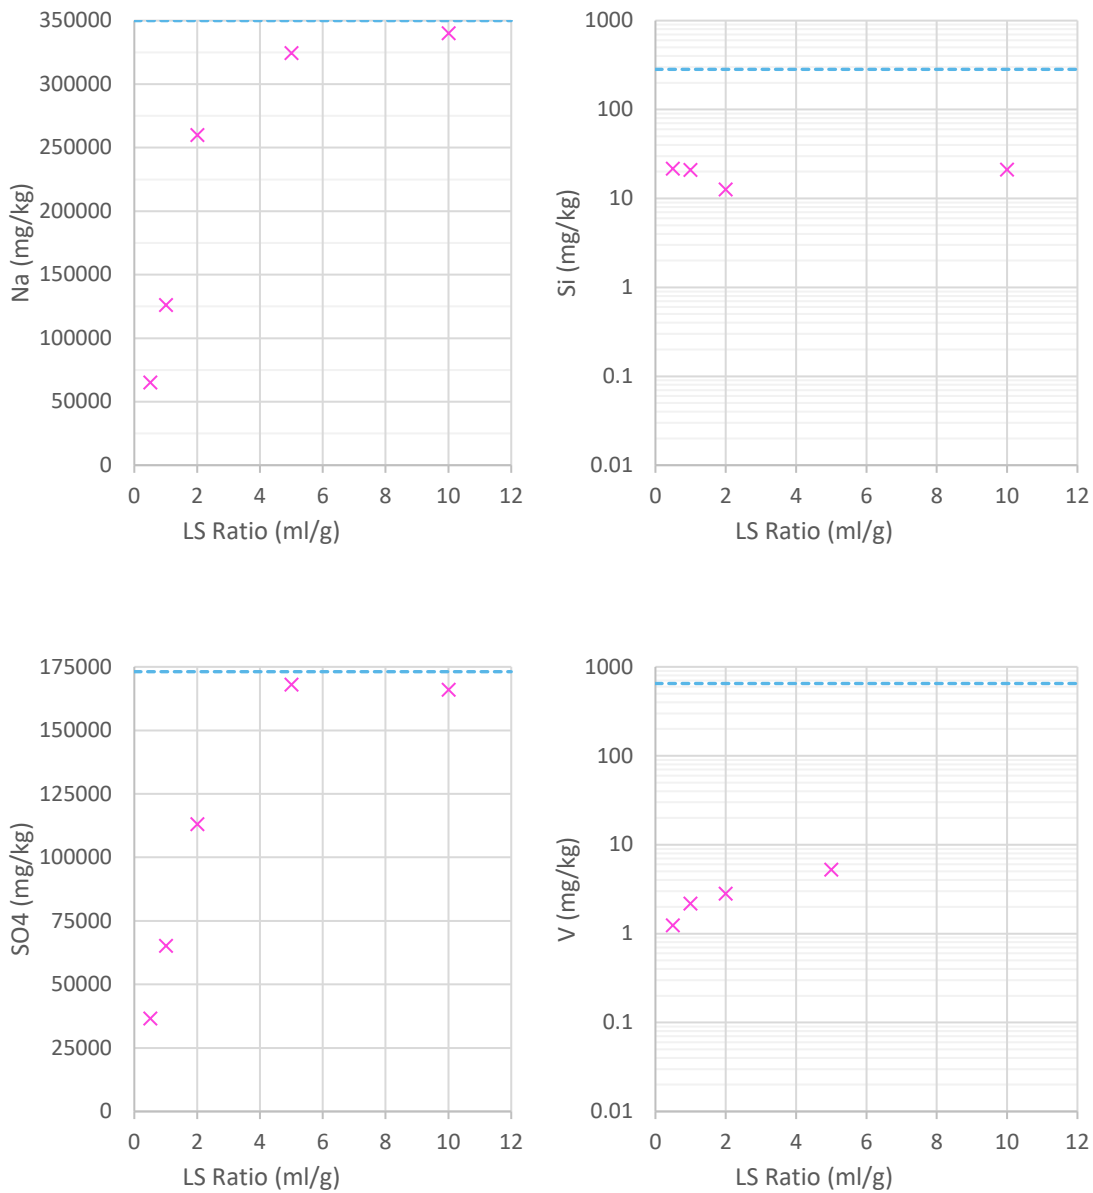 350000
300000
250000
200000
150000
100000
50000
0
0 2 4 6 8 10 12
Na (mg/kg)
LS Ratio (ml/g)
1000
100
10
1
0.1
0.01
0 2 4 6 8 10 12
Si (mg/kg)
LS Ratio (ml/g)
175000
150000
125000
100000
75000
50000
25000
0
0 2 4 6 8 10 12
SO4 (mg/kg)
LS Ratio (ml/g)
1000
100
10
1
0.1
0.01
0 2 4 6 8 10 12
V (mg/kg)
LS Ratio (ml/g)